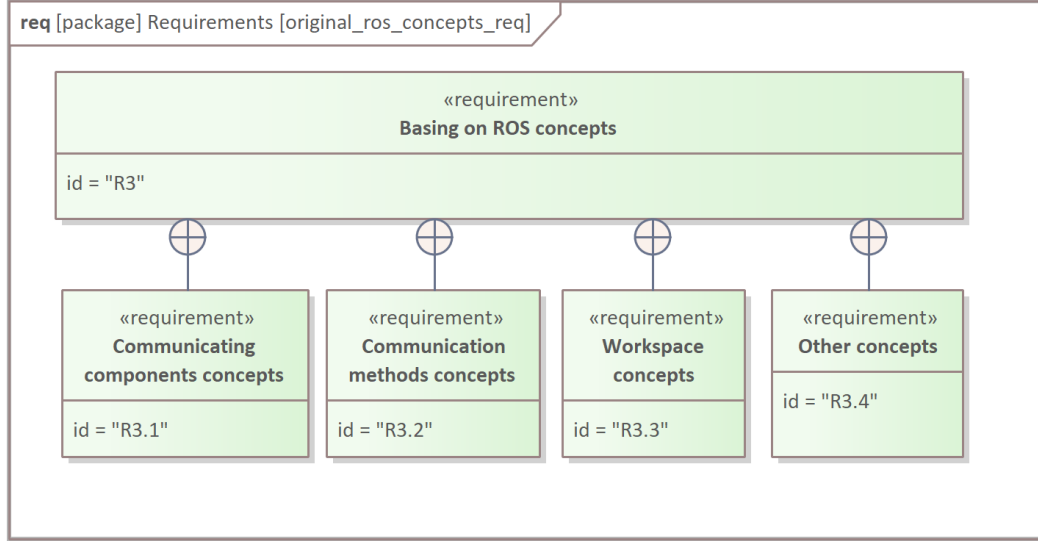 req [package] Requirements [original_ros_concepts_req]
«requirement»
Basing on ROS concepts
id = "R3"
«requirement»
Communicating
components concepts
id = "R3.1"
«requirement»
Communication
methods concepts
id = "R3.2"
«requirement»
Workspace
concepts
id = "R3.3"
«requirement»
Other concepts
id = "R3.4"